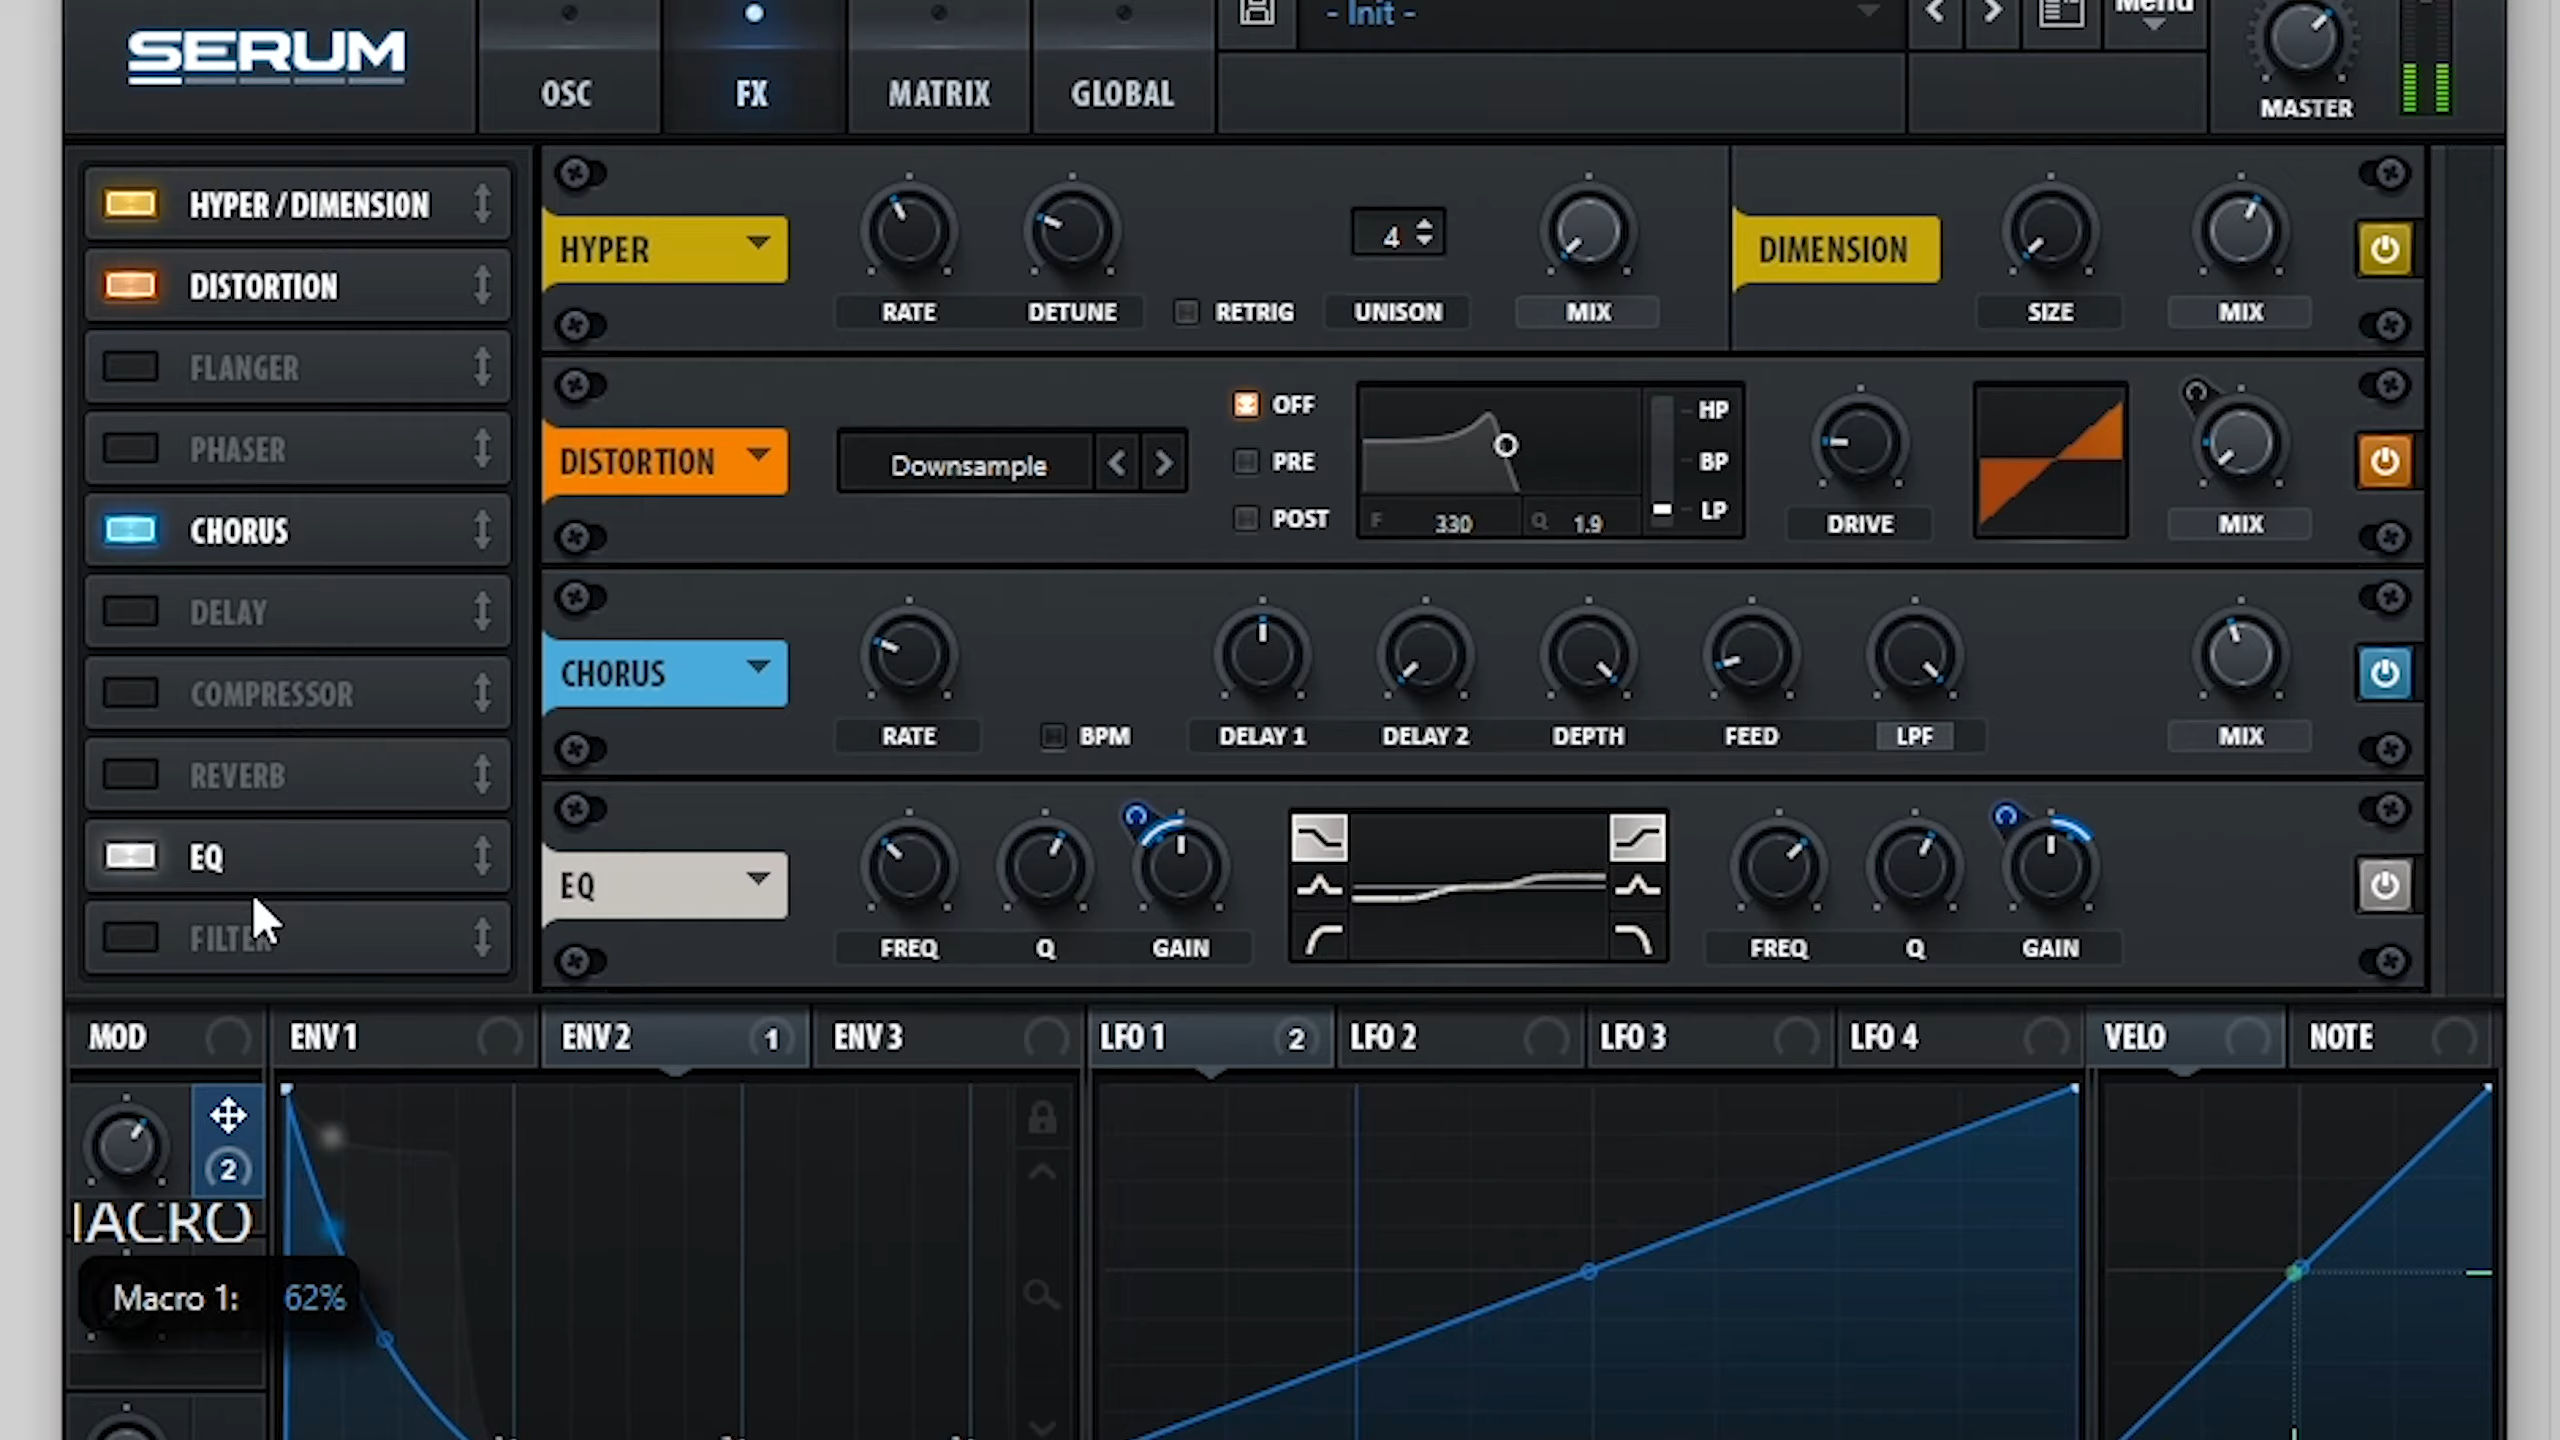 SERUM
OSC
FX
MATRIX
GLOBAL
- Init -
Menu
MASTER
HYPER / DIMENSION
DISTORTION
FLANGER
PHASER
CHORUS
DELAY
COMPRESSOR
REVERB
EQ
FILTER
HYPER
RATE
DETUNE
RETRIG
4
UNISON
MIX
DIMENSION
SIZE
MIX
DISTORTION
Downsample
OFF
PRE
POST
F 330 Q 1.9
HP
BP
LP
DRIVE
MIX
CHORUS
RATE
BPM
DELAY 1
DELAY 2
DEPTH
FEED
LPF
MIX
EQ
FREQ
Q
GAIN
FREQ
Q
GAIN
MOD
ENV 1
ENV 2 1
ENV 3
LFO 1 2
LFO 2
LFO 3
LFO 4
VELO
NOTE
2
MACRO
Macro 1: 62%